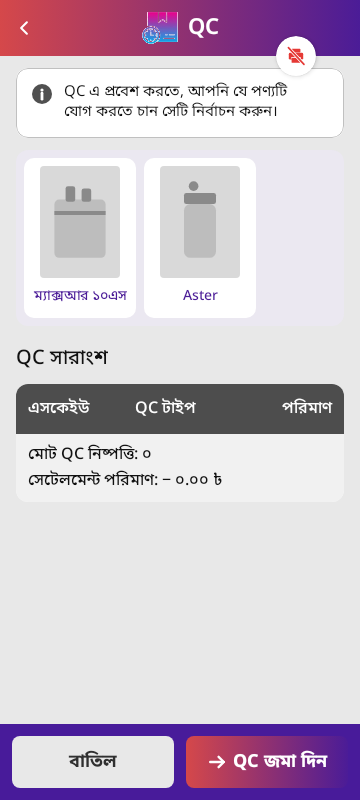 QC
QC এ প্রবেশ করতে, আপনি যে পণ্যটি
যোগ করতে চান সেটি নির্বাচন করুন।
ম্যাক্সআর ১০এস
Aster
QC সারাংশ
এসকেইউ QC টাইপ পরিমাণ
মোট QC নিষ্পত্তি: ০
সেটেলমেন্ট পরিমাণ: – ০.০০ ৳
বাতিল
QC জমা দিন